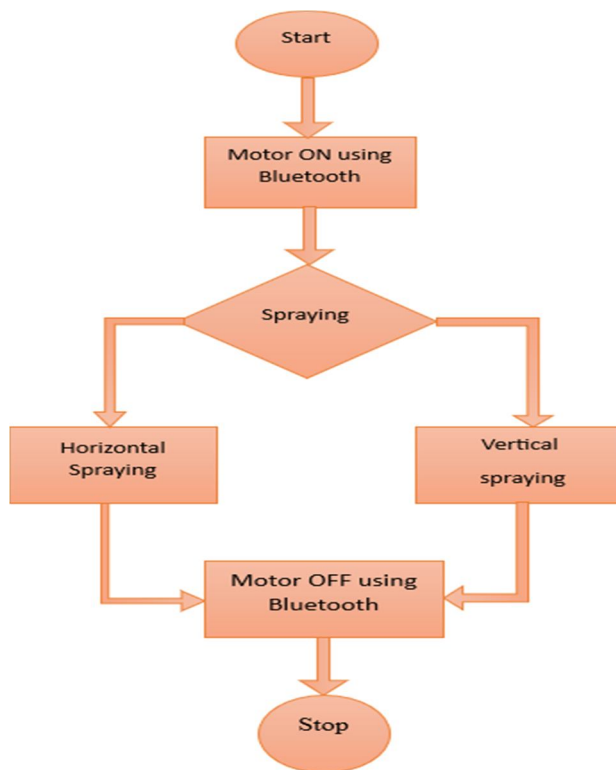 Start
Motor ON using
Bluetooth
Spraying
Horizontal
Spraying
Vertical
spraying
Motor OFF using
Bluetooth
Stop